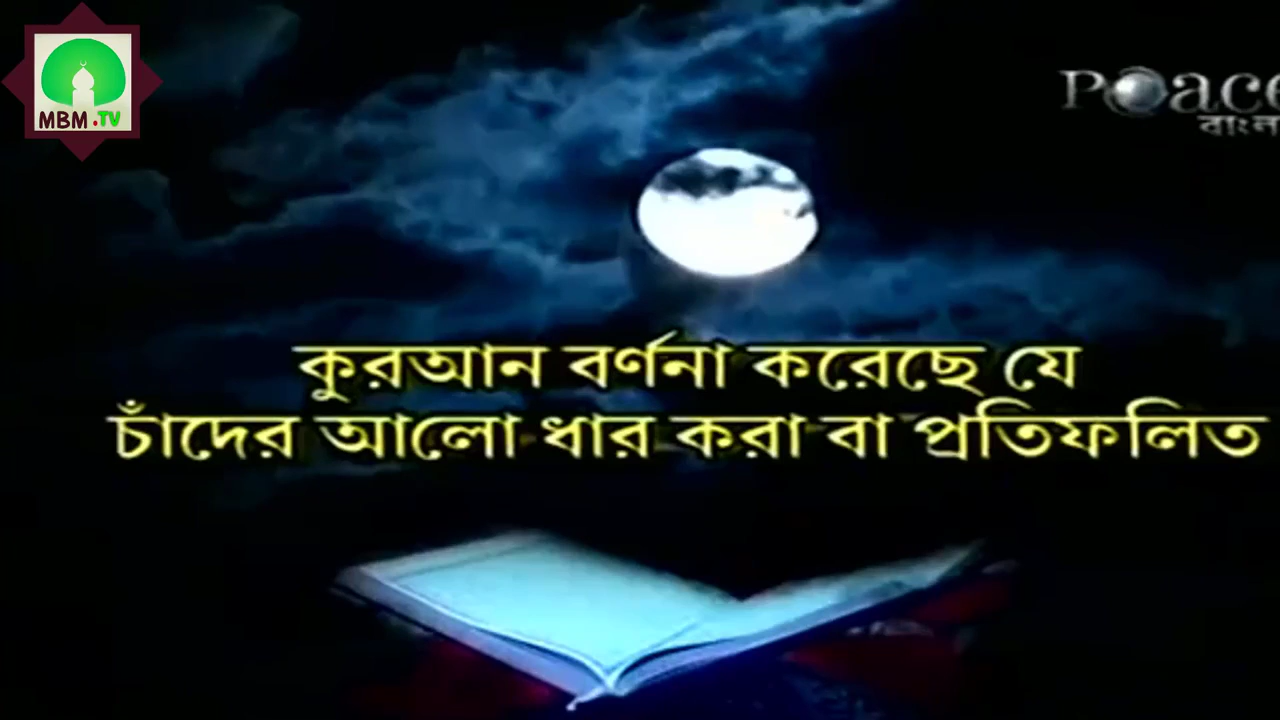 MBM.TV
Peace
বাংলা
কুরআন বর্ণনা করেছে যে
চাঁদের আলো ধার করা বা প্রতিফলিত